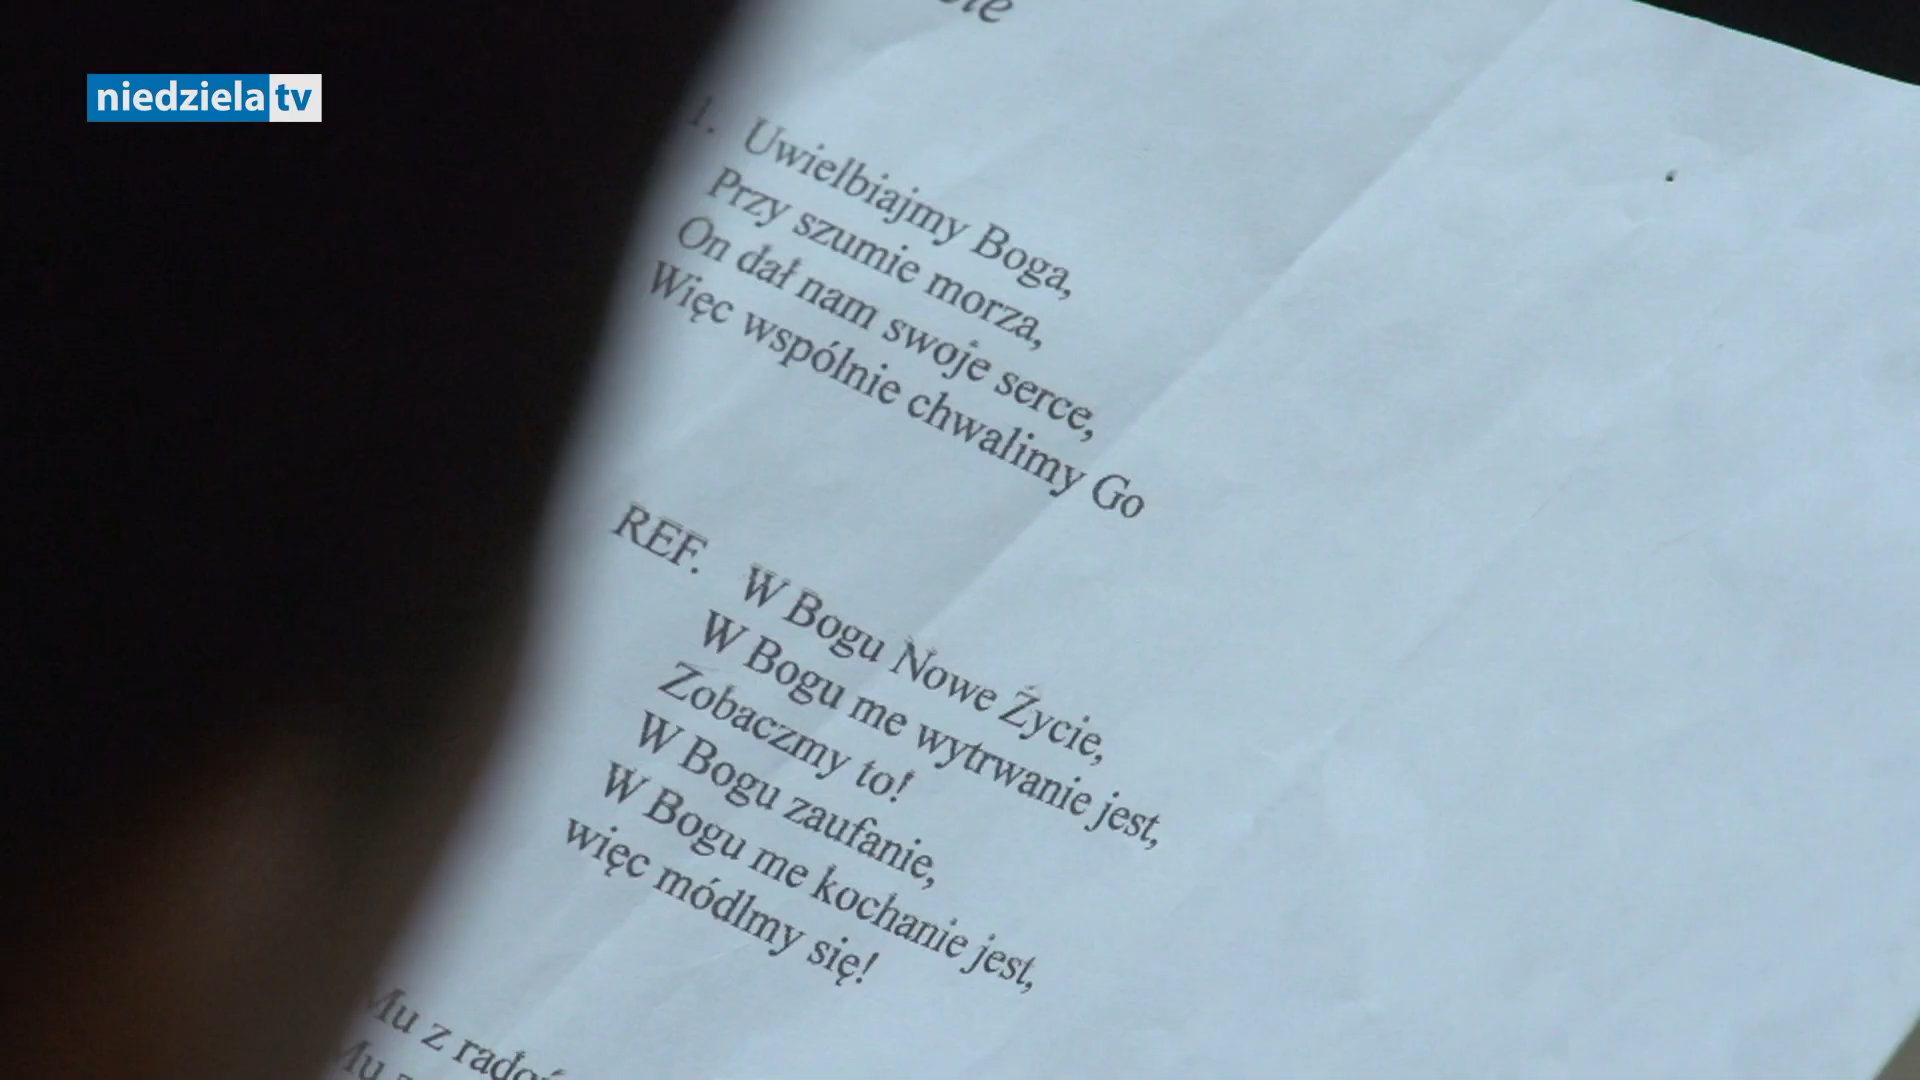 niedziela tv
1. Uwielbiajmy Boga,
Przy szumie morza,
On dał nam swoje serce,
Więc wspólnie chwalimy Go
REF. W Bogu Nowe Życie,
W Bogu me wytrwanie jest,
Zobaczmy to!
W Bogu zaufanie,
W Bogu me kochanie jest,
więc módlmy się!
Mu z
Mu